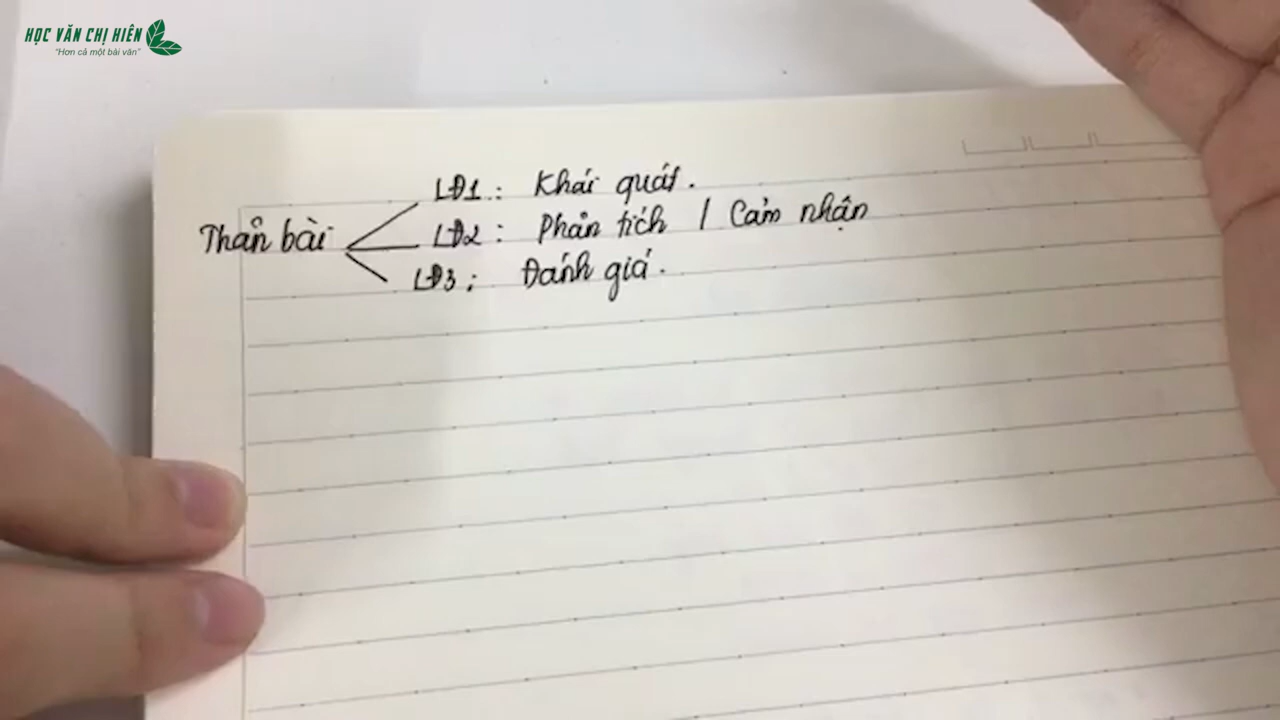 HỌC VĂN CHỊ HIÊN
"Hơn cả một bài văn"
LĐ1 : Khái quát.
Thân bài
LĐ2 : Phân tích / Cảm nhận
LĐ3 : Đánh giá.